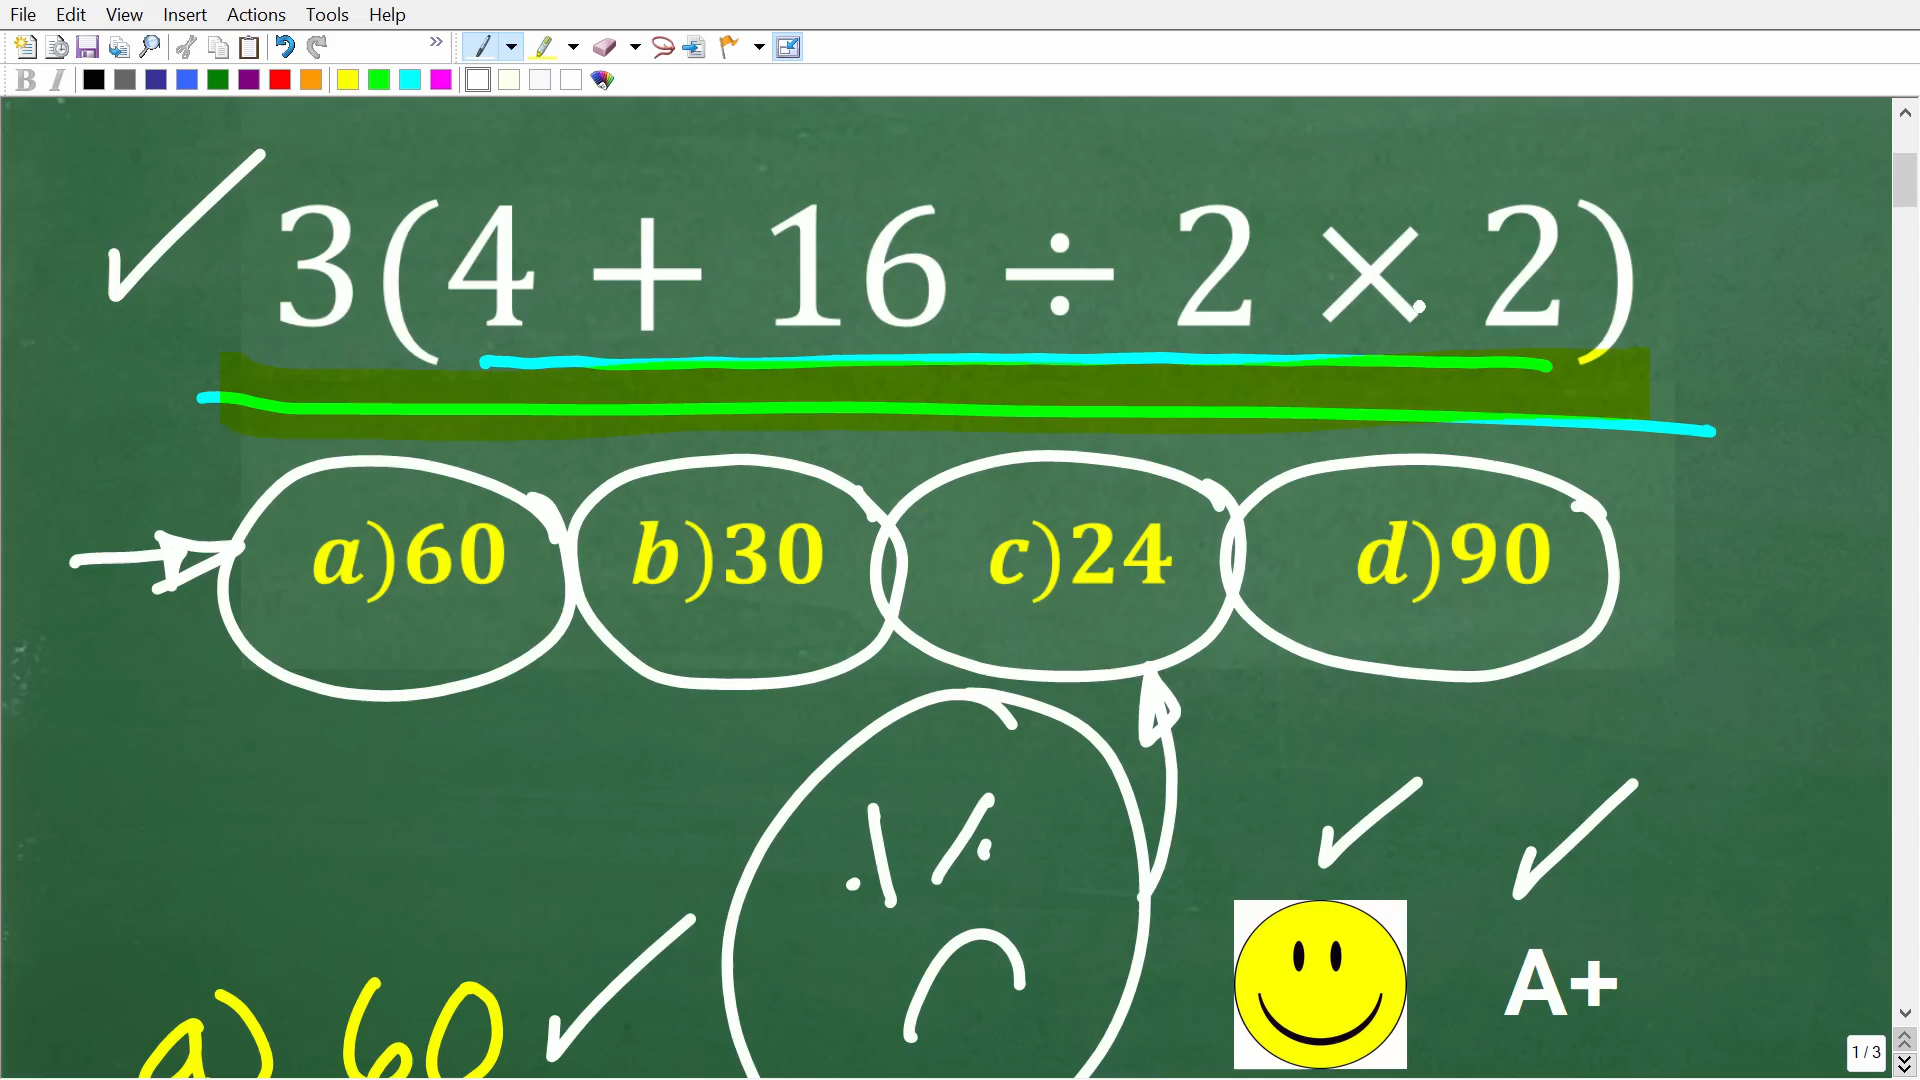 File Edit View Insert Actions Tools Help
B I
3(4 + 16 ÷ 2 × 2)
a)60 b)30 c)24 d)90
A+
a) 60
1 / 3